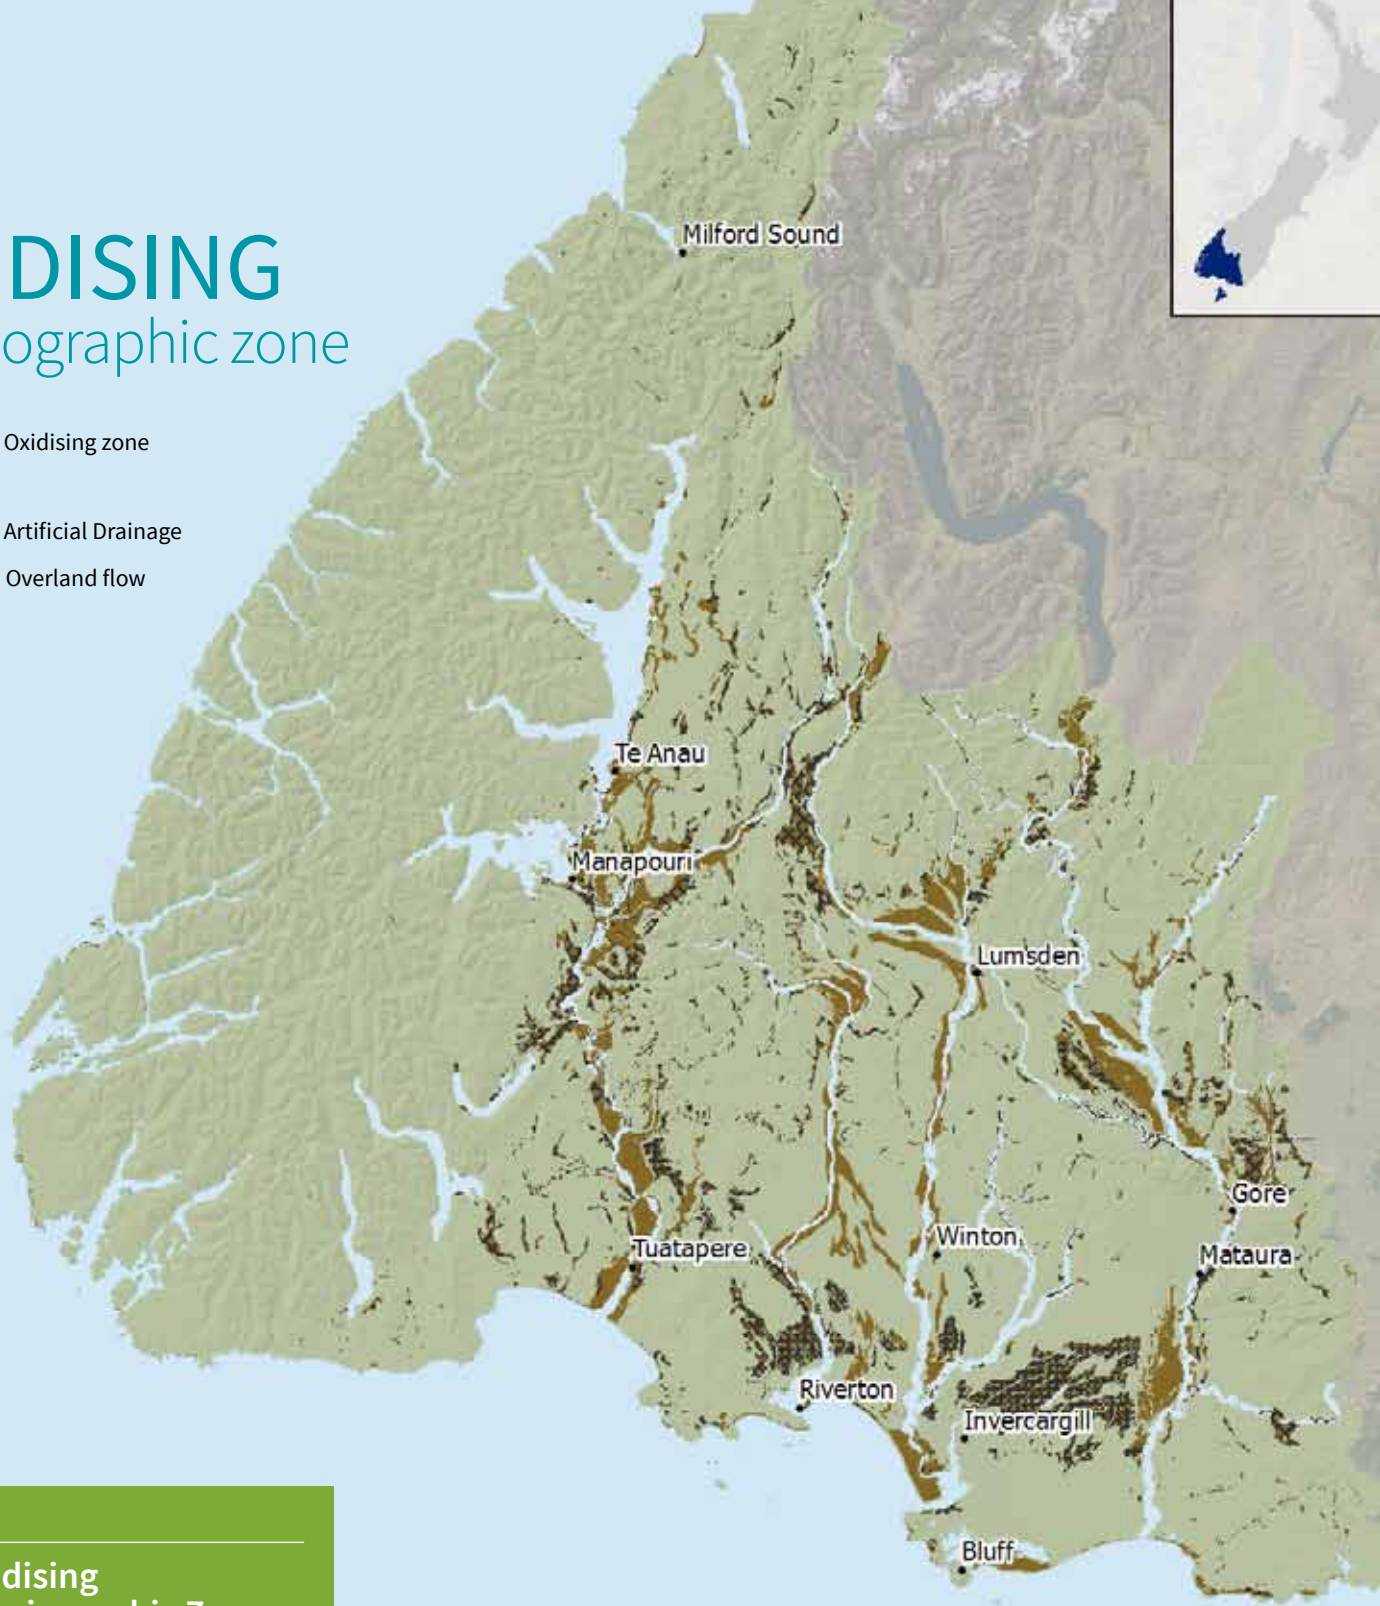 DISING
ographic zone
Oxidising zone
Artificial Drainage
Overland flow
Milford Sound
Te Anau
Manapouri
Lumsden
Gore
Winton
Mataura
Tuatapere
Riverton
Invercargill
Bluff
dising